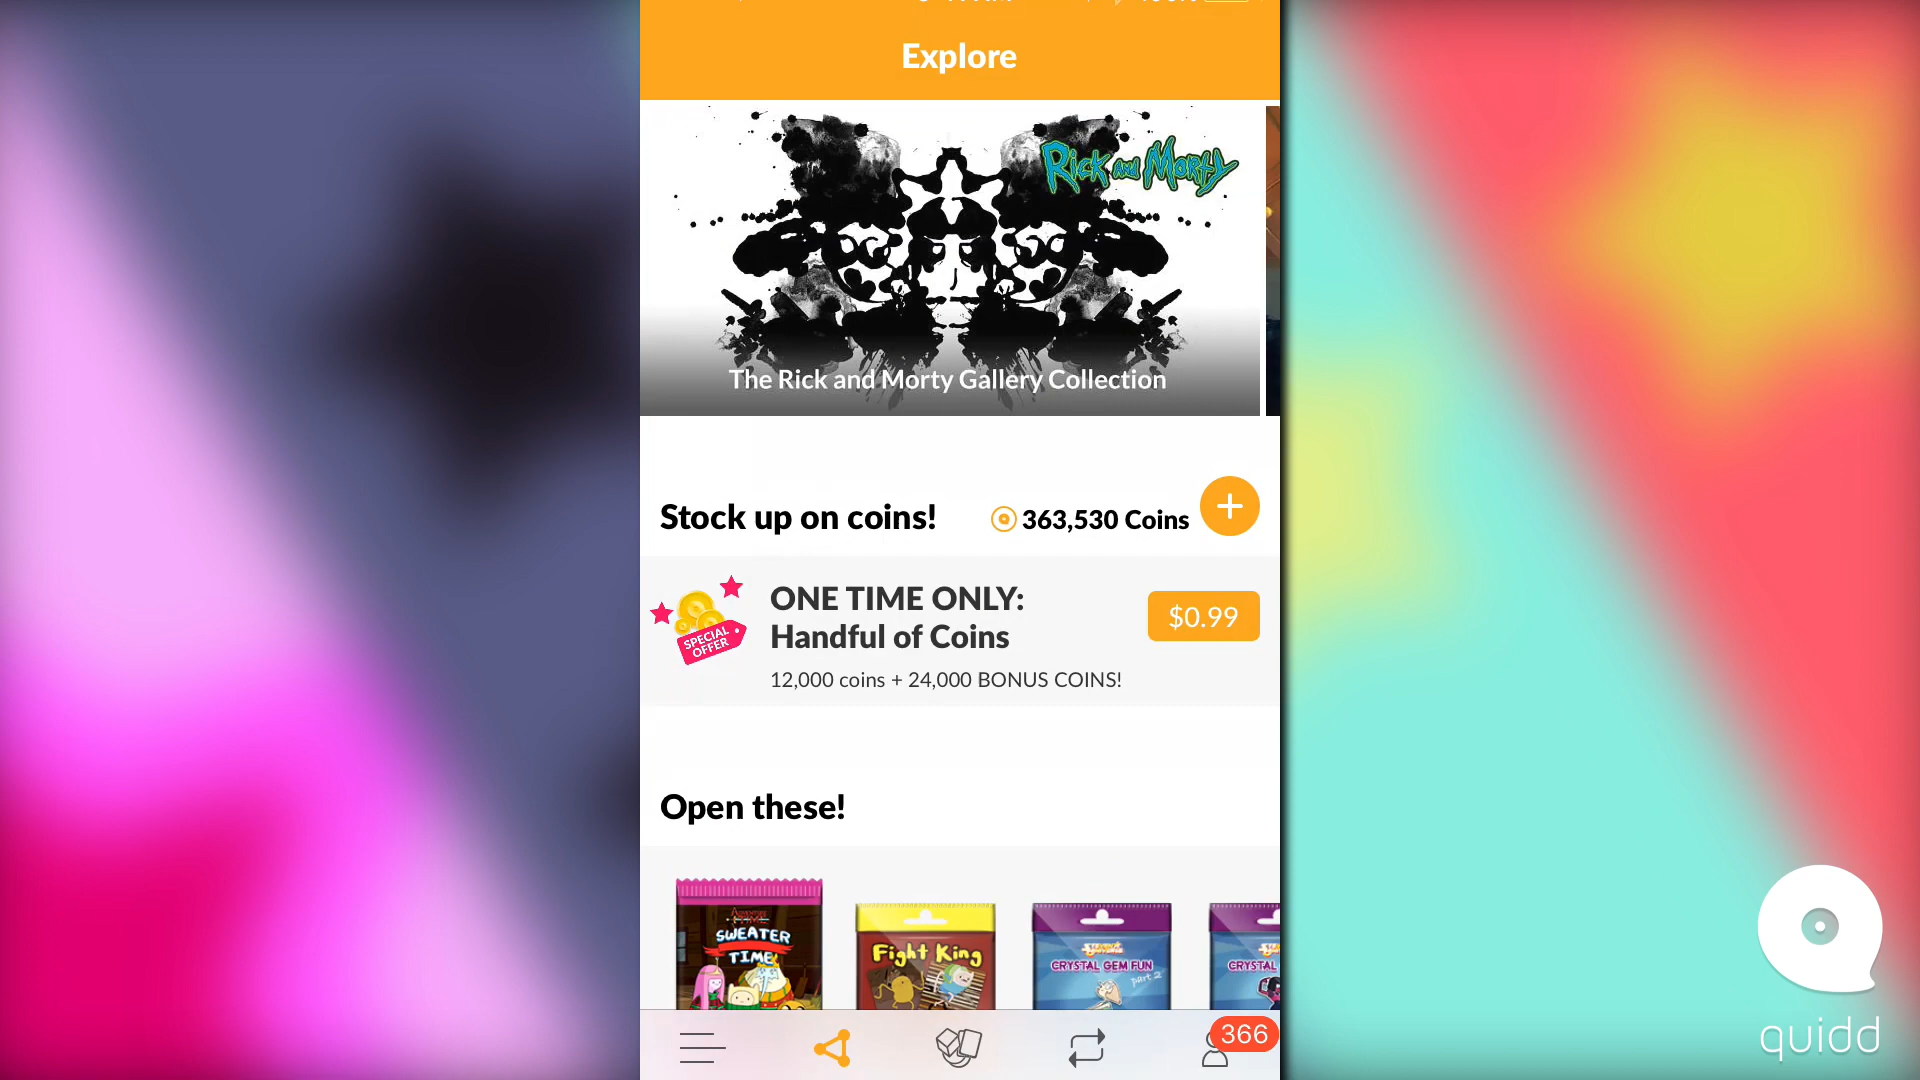 Explore
Rick and Morty
The Rick and Morty Gallery Collection
Stock up on coins!
363,530 Coins
ONE TIME ONLY:
Handful of Coins
$0.99
SPECIAL
OFFER
12,000 coins + 24,000 BONUS COINS!
Open these!
SWEATER
TIME
Fight King
CRYSTAL GEM FUN
part 2
CRYSTAL
366
quidd